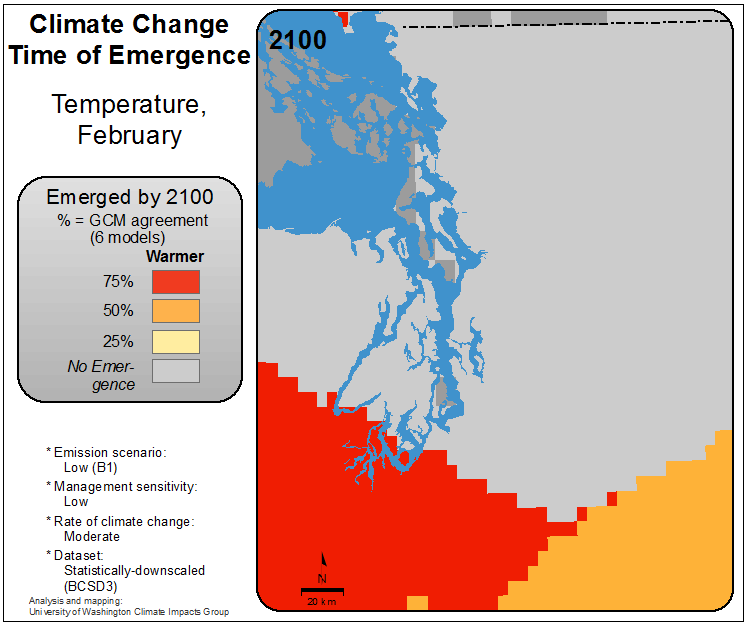 Climate Change
Time of Emergence
Temperature,
February
Emerged by 2100
% = GCM agreement
(6 models)
Warmer
75%
50%
25%
No Emer-
gence
* Emission scenario:
Low (B1)
* Management sensitivity:
Low
* Rate of climate change:
Moderate
* Dataset:
Statistically-downscaled
(BCSD3)
Analysis and mapping:
University of Washington Climate Impacts Group
2100
N
20 km